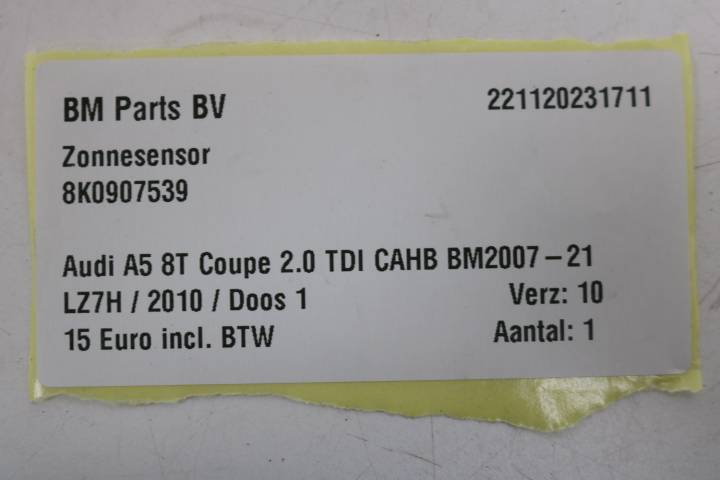 BM Parts BV 221120231711
Zonnesensor
8K0907539
Audi A5 8T Coupe 2.0 TDI CAHB BM2007-21
LZ7H / 2010 / Doos 1 Verz: 10
15 Euro incl. BTW Aantal: 1